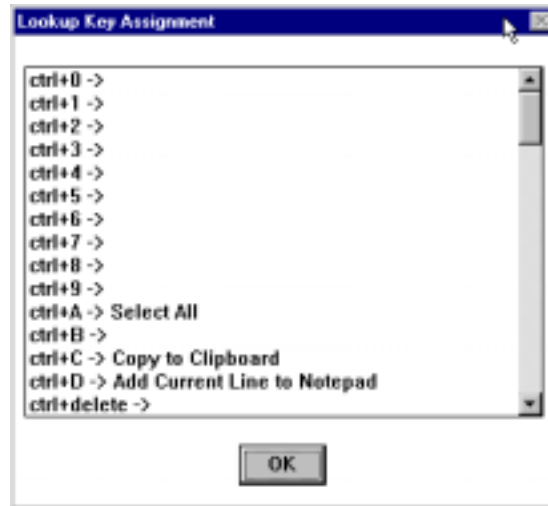 Lookup Key Assignment
ctrl+0 ->
ctrl+1 ->
ctrl+2 ->
ctrl+3 ->
ctrl+4 ->
ctrl+5 ->
ctrl+6 ->
ctrl+7 ->
ctrl+8 ->
ctrl+9 ->
ctrl+A -> Select All
ctrl+B ->
ctrl+C -> Copy to Clipboard
ctrl+D -> Add Current Line to Notepad
ctrl+delete ->
OK